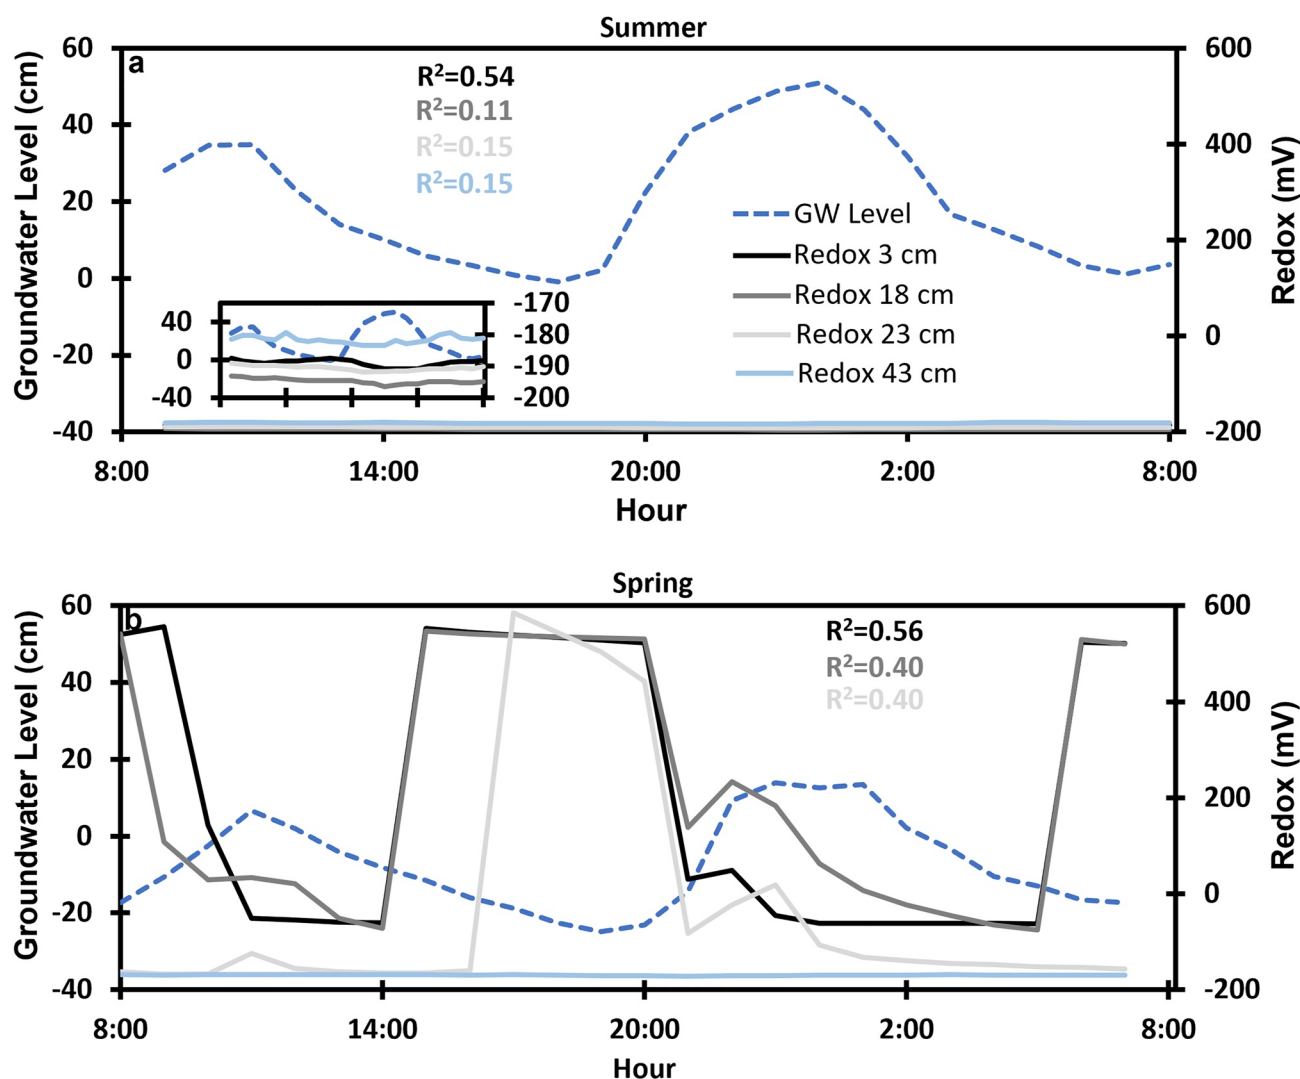 Summer
a
60
40
20
0
-20
-40
Groundwater Level (cm)
600
400
200
0
-200
Redox (mV)
R²=0.54
R²=0.11
R²=0.15
R²=0.15
GW Level
Redox 3 cm
Redox 18 cm
Redox 23 cm
Redox 43 cm
40
0
-40
-170
-180
-190
-200
8:00
14:00
20:00
2:00
8:00
Hour
Spring
b
60
40
20
0
-20
-40
Groundwater Level (cm)
600
400
200
0
-200
Redox (mV)
R²=0.56
R²=0.40
R²=0.40
8:00
14:00
20:00
2:00
8:00
Hour